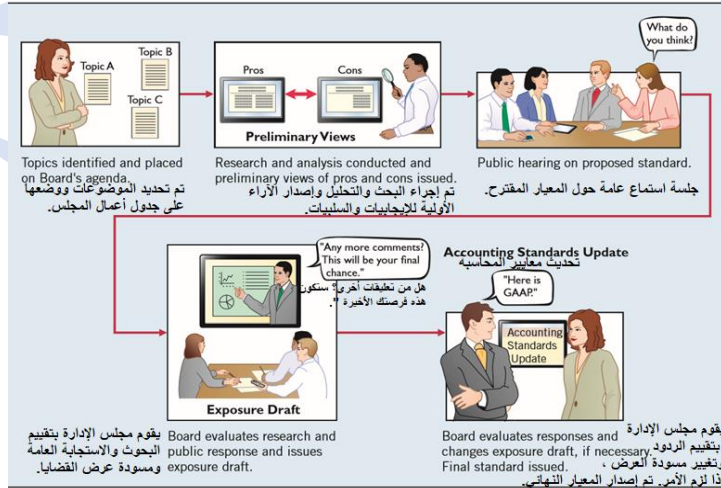 What do
you think?
Topic A
Topic B
Topic C
Pros
Cons
Preliminary Views
Topics identified and placed
on Board's agenda.
تم تحديد الموضوعات ووضعها
على جدول أعمال المجلس.
Research and analysis conducted and
preliminary views of pros and cons issued.
تم إجراء البحث والتحليل وإصدار الآراء
الأولية للإيجابيات والسلبيات.
Public hearing on proposed standard.
جلسة استماع عامة حول المعيار المقترح.
"Any more comments?
This will be your final
chance."
هل من تعليقات أخرى؟ ستكون
هذه فرصتك الأخيرة ".
Exposure Draft
Board evaluates research and
public response and issues
exposure draft.
يقوم مجلس الإدارة بتقييم
البحوث والاستجابة العامة
ومسودة عرض القضايا.
Accounting Standards Update
تحديث معايير المحاسبه
"Here is
GAAP."
Accounting
Standards
Update
Board evaluates responses and
changes exposure draft, if necessary.
Final standard issued.
يقوم مجلس الإدارة
بتقييم الردود
وتغيير مسودة العرض ،
إذا لزم الأمر. تم إصدار المعيار النهائي.